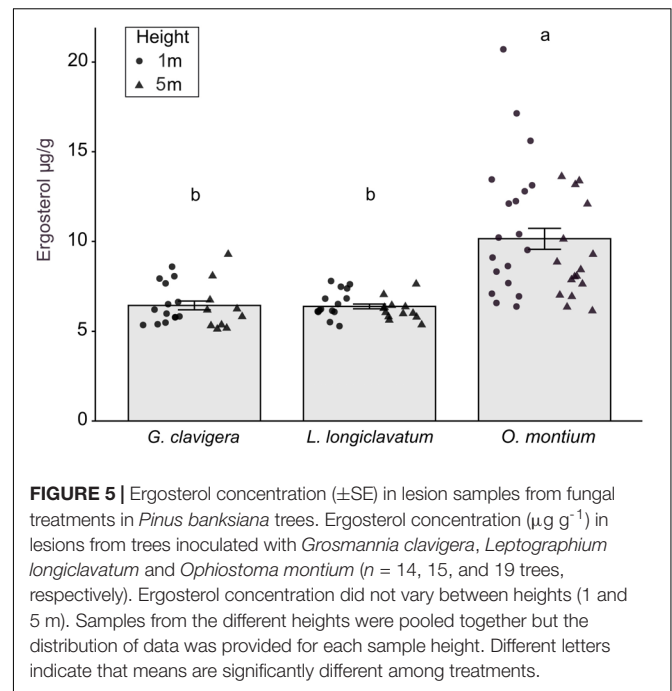 Height
1m
5m
a
b
b
Ergosterol µg/g
20
15
10
5
0
G. clavigera
L. longiclavatum
O. montium
FIGURE 5 | Ergosterol concentration (±SE) in lesion samples from fungal
treatments in Pinus banksiana trees. Ergosterol concentration (µg g-1) in
lesions from trees inoculated with Grosmannia clavigera, Leptographium
longiclavatum and Ophiostoma montium (n = 14, 15, and 19 trees,
respectively). Ergosterol concentration did not vary between heights (1 and
5 m). Samples from the different heights were pooled together but the
distribution of data was provided for each sample height. Different letters
indicate that means are significantly different among treatments.